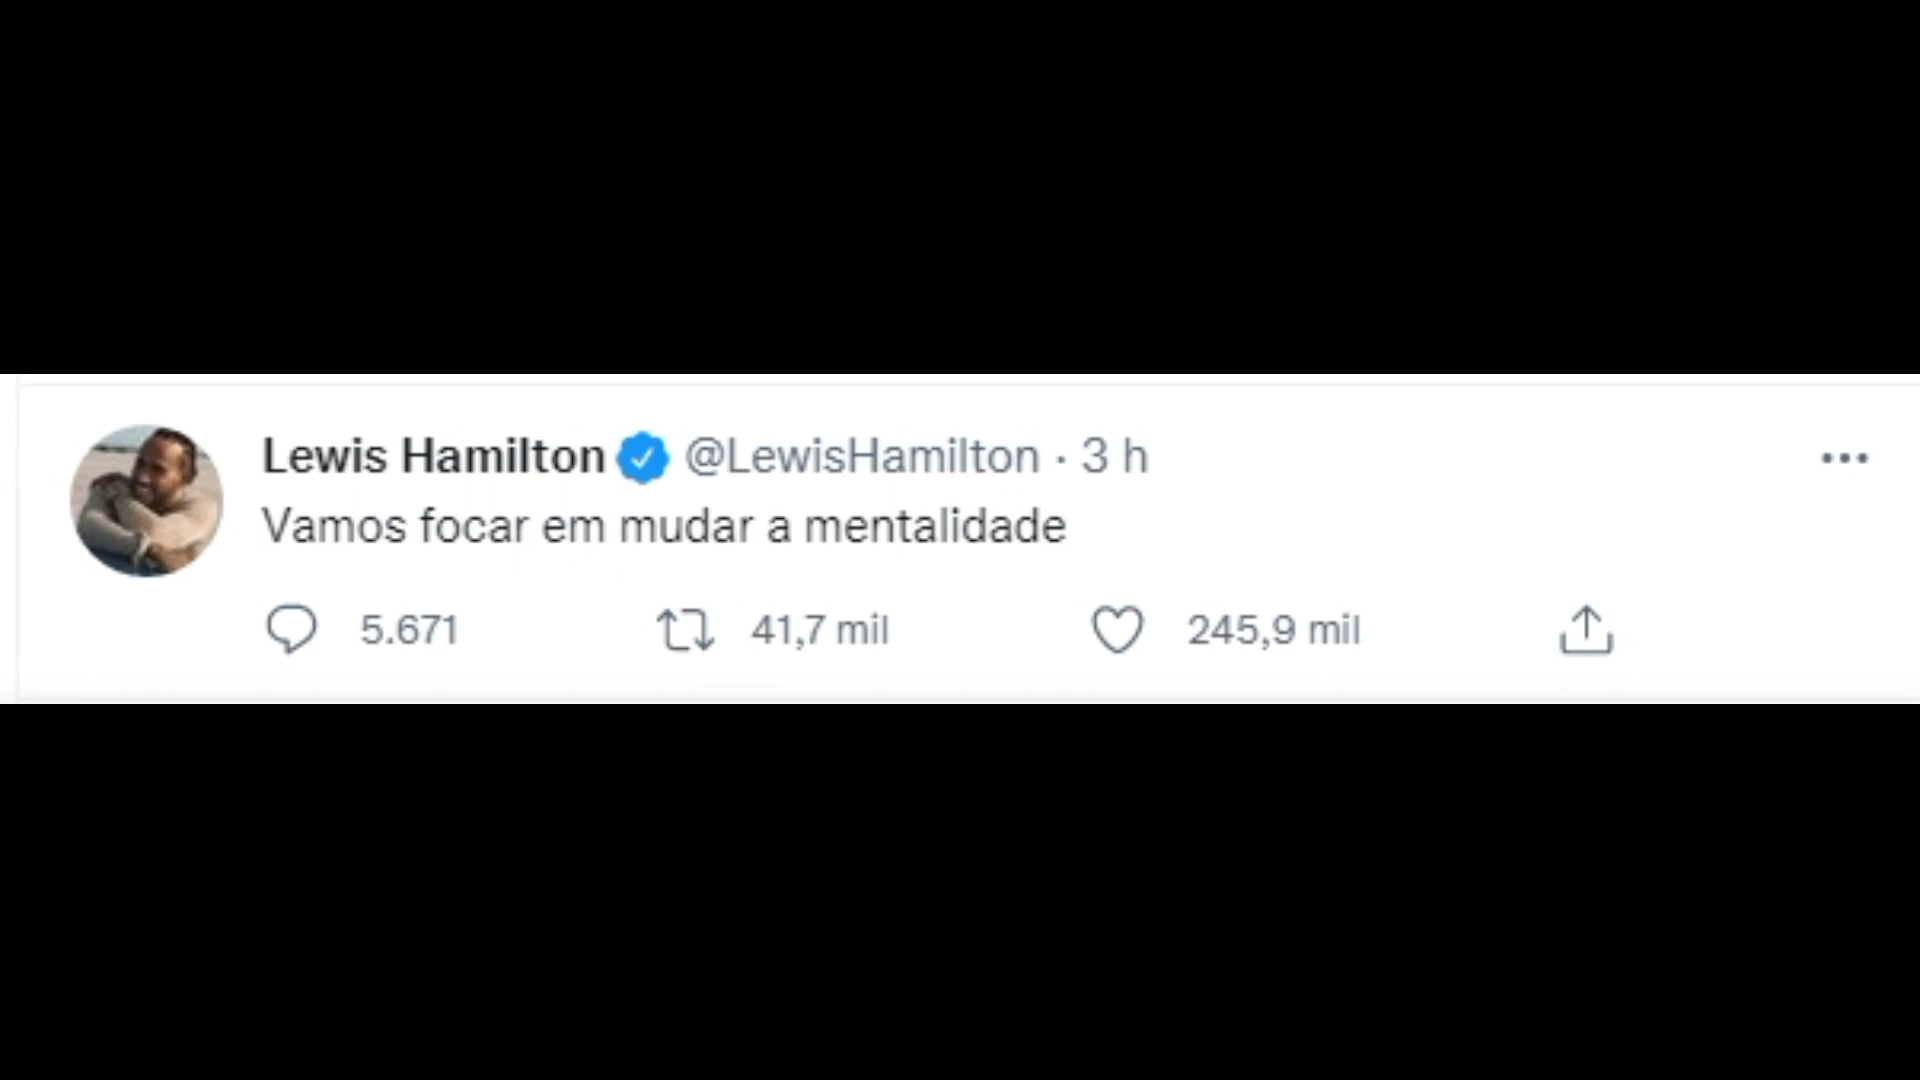 Lewis Hamilton @LewisHamilton · 3 h
Vamos focar em mudar a mentalidade
5.671 41,7 mil 245,9 mil